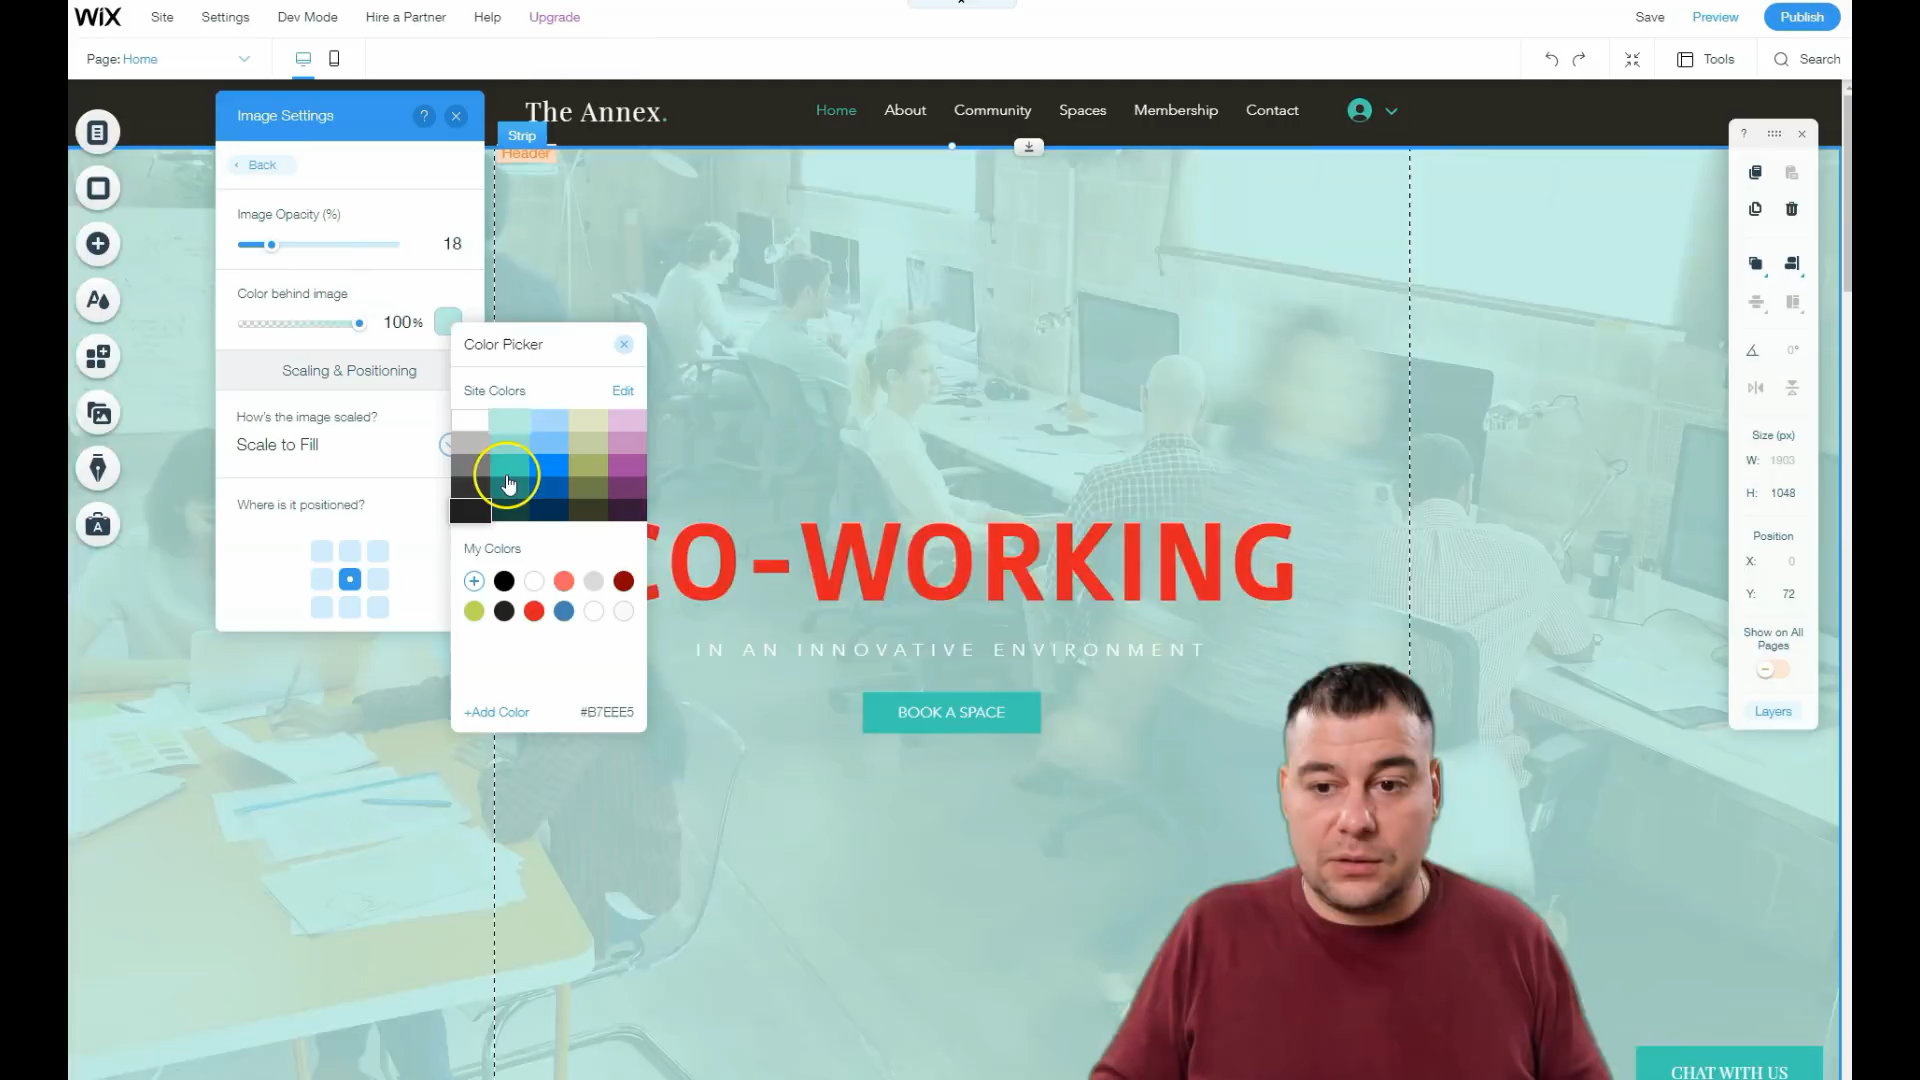 WiX Site Settings Dev Mode Hire a Partner Help Upgrade Save Preview Publish
Page: Home Tools Search
Image Settings ?
Back
Image Opacity (%)
18
Color behind image
100%
Scaling & Positioning
How's the image scaled?
Scale to Fill
Where is it positioned?
The Annex. Home About Community Spaces Membership Contact
Strip
Header
Color Picker
Site Colors Edit
My Colors
+Add Color #B7EEE5
CO-WORKING
IN AN INNOVATIVE ENVIRONMENT
BOOK A SPACE
?
0°
Size (px)
W: 1903
H: 1048
Position
X: 0
Y: 72
Show on All
Pages
Layers
CHAT WITH US